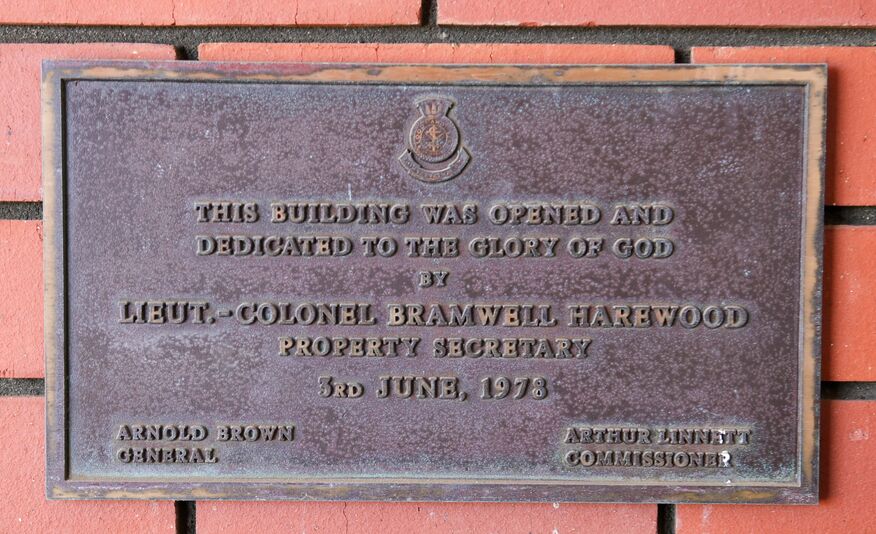 THIS BUILDING WAS OPENED AND
DEDICATED TO THE GLORY OF GOD
BY
LIEUT.-COLONEL BRAMWELL HAREWOOD
PROPERTY SECRETARY
3RD JUNE, 1978
ARNOLD BROWN
GENERAL
ARTHUR LINNETT
COMMISSIONER